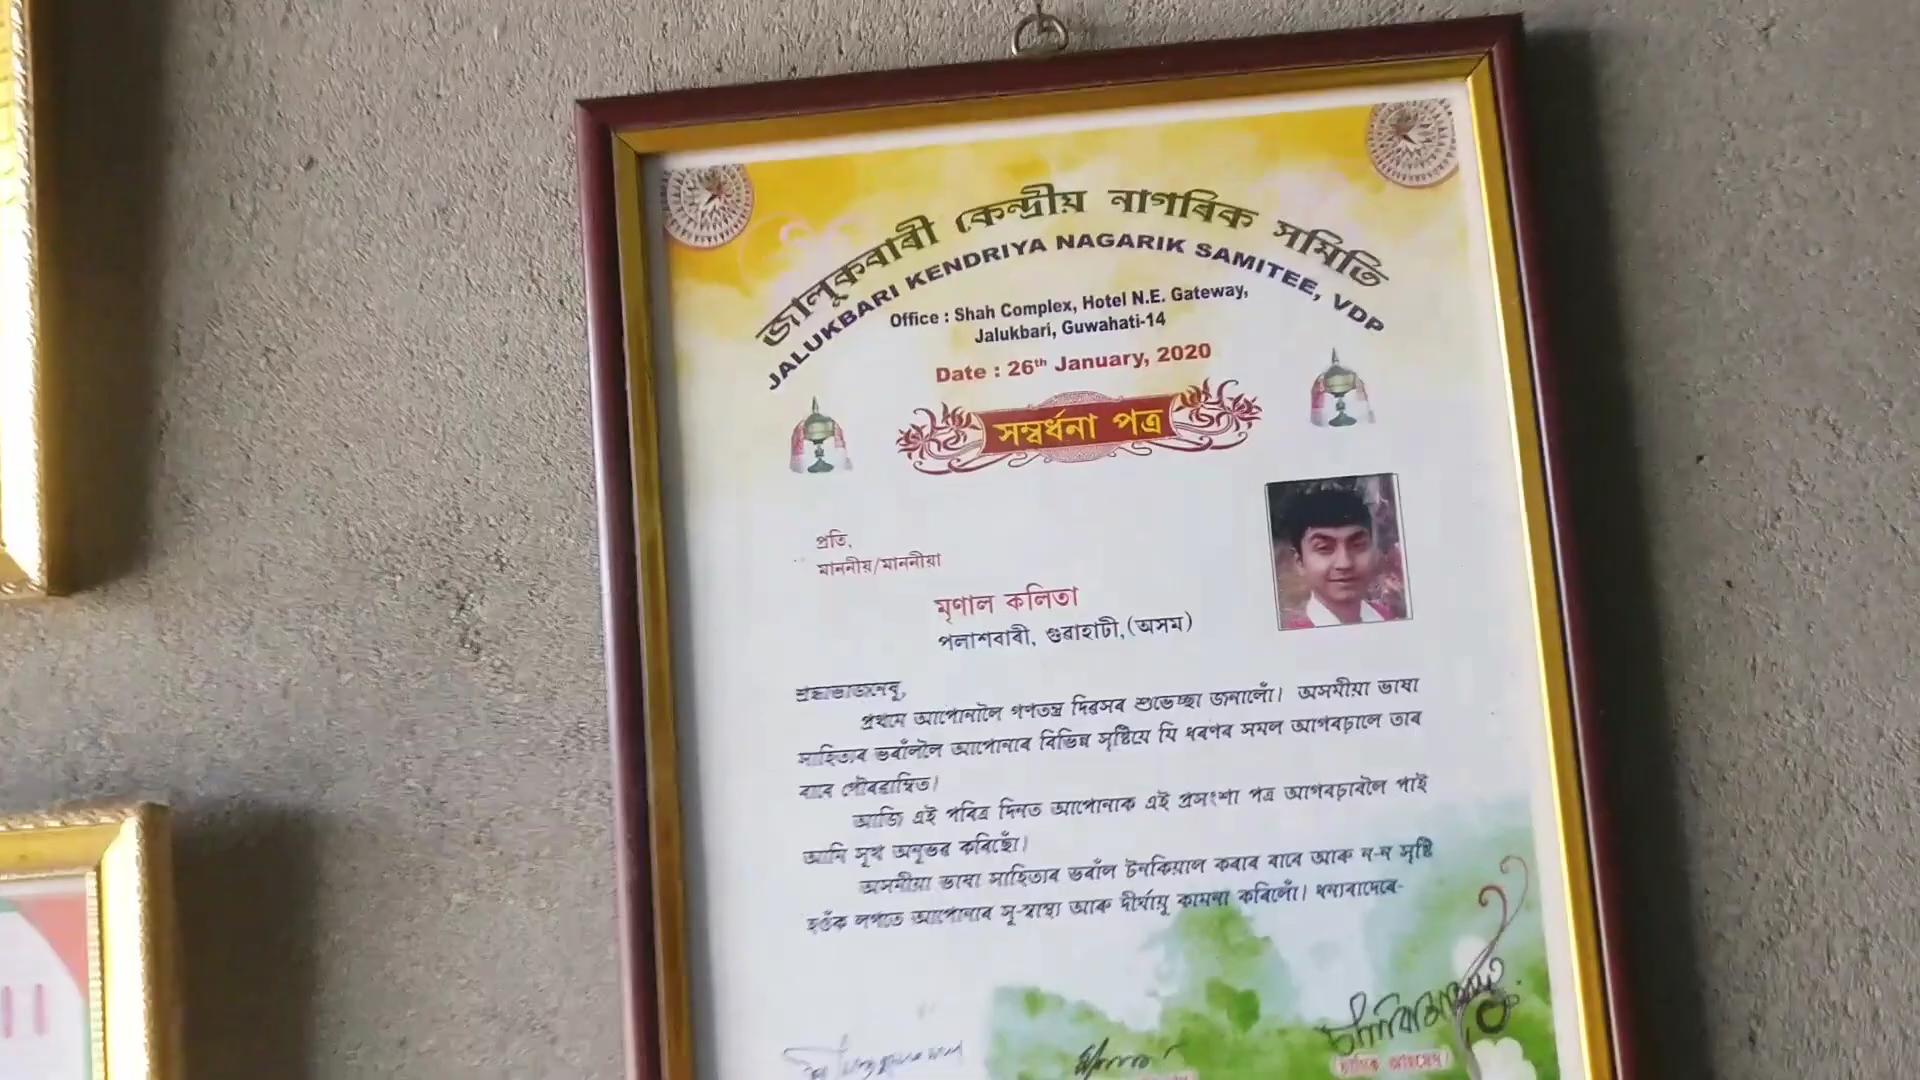 জালুকবাৰী কেন্দ্ৰীয় নাগৰিক সমিতি
JALUKBARI KENDRIYA NAGARIK SAMITEE, VDP
Office : Shah Complex, Hotel N.E. Gateway,
Jalukbari, Guwahati-14
Date : 26th January, 2020
সম্বৰ্ধনা পত্ৰ
প্ৰতি,
মাননীয়/মাননীয়া
মৃণাল কলিতা
পলাশবাৰী, গুৱাহাটী,(অসম)
শ্ৰদ্ধাভাজনেষু,
প্ৰথমে আপোনালৈ গণতন্ত্ৰ দিৱসৰ শুভেচ্ছা জনালোঁ। অসমীয়া ভাষা
সাহিত্যৰ ভৰাঁললৈ আপোনাৰ বিভিন্ন সৃষ্টিয়ে যি ধৰণৰ সমল আগবঢ়ালে তাৰ
বাবে গৌৰৱান্বিত।
আজি এই পবিত্ৰ দিনত আপোনাক এই প্ৰসংশা পত্ৰ আগবঢ়াবলৈ পাই
আমি সুখ অনুভৱ কৰিছোঁ।
অসমীয়া ভাষা সাহিত্যৰ ভৰাঁল টনকিয়াল কৰাৰ বাবে আৰু ন-ন সৃষ্টি
হওঁক লগতে আপোনাৰ সু-স্বাস্থ্য আৰু দীৰ্ঘায়ু কামনা কৰিলোঁ। ধন্যবাদেৰে-